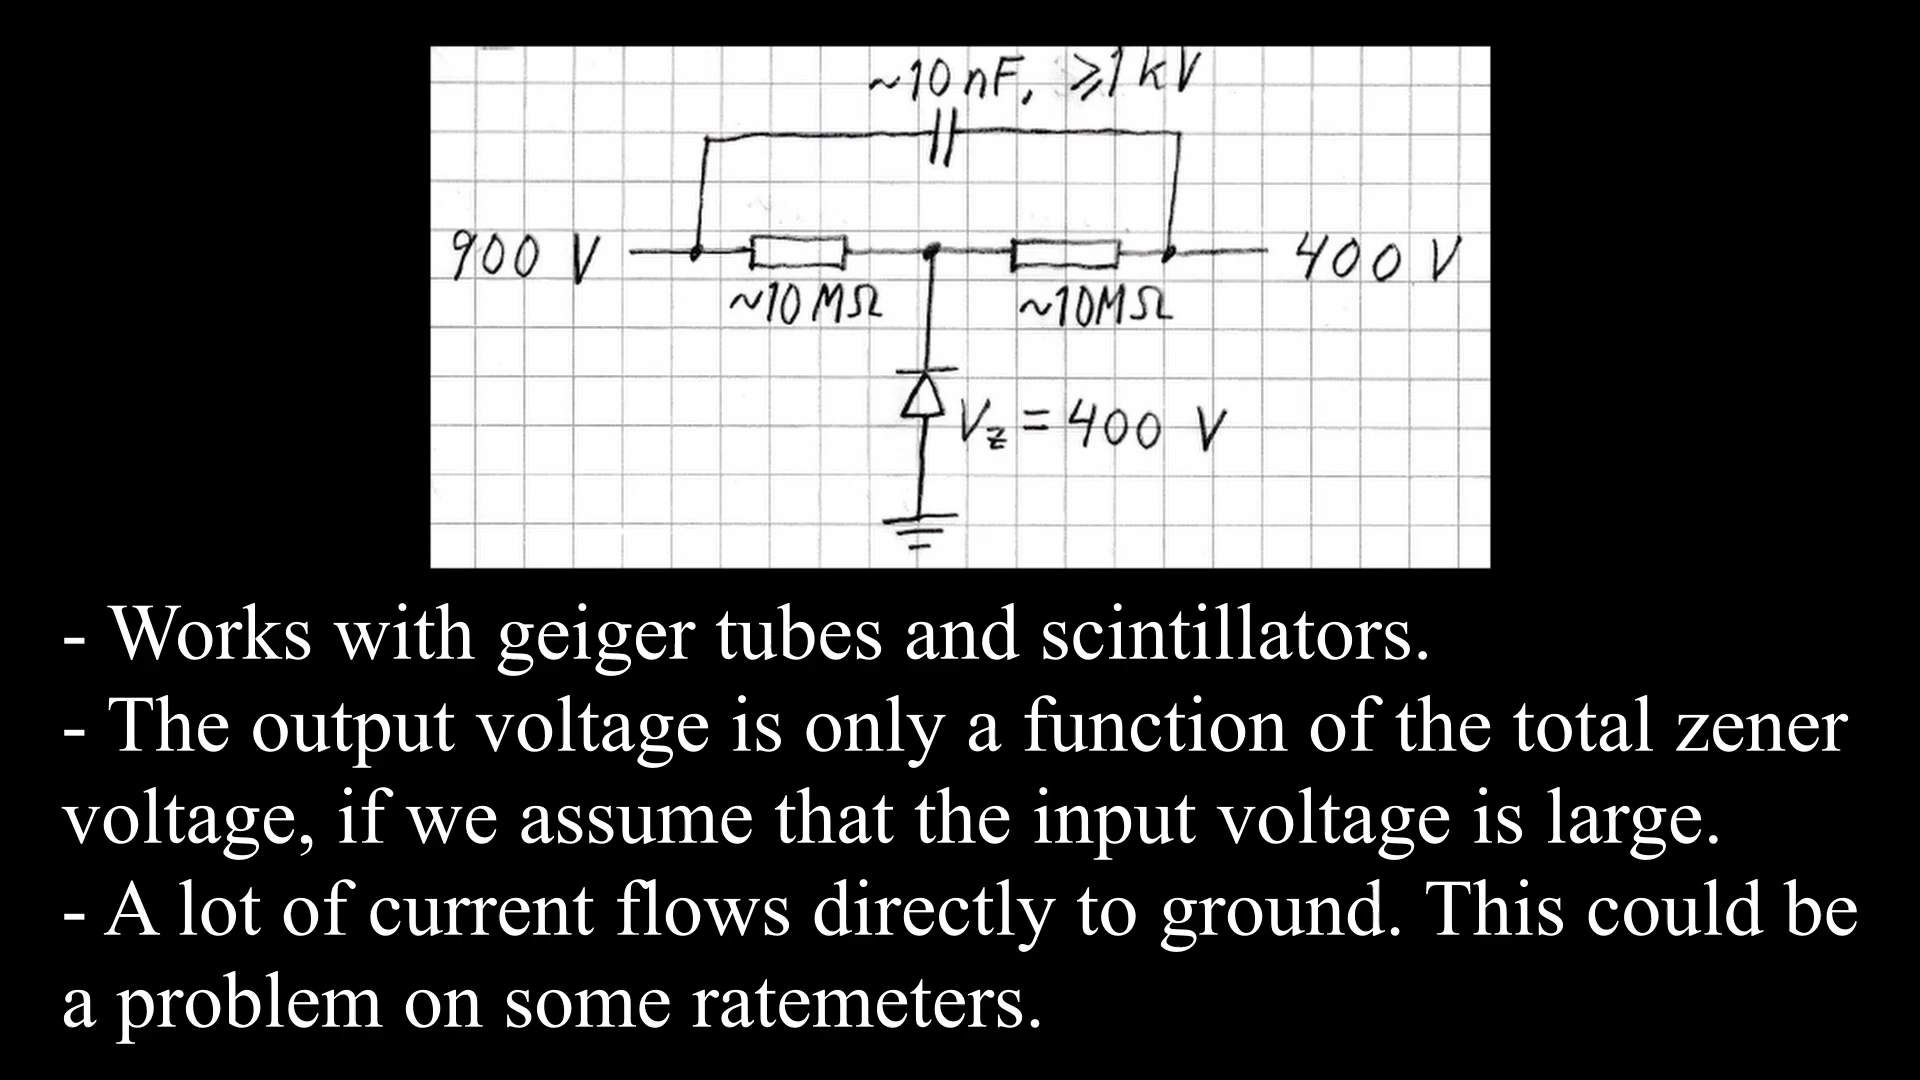 ~10 nF, ⩾1 kV
900 V
400 V
~10 MΩ
~10MΩ
Vz = 400 V
- Works with geiger tubes and scintillators.
- The output voltage is only a function of the total zener
voltage, if we assume that the input voltage is large.
- A lot of current flows directly to ground. This could be
a problem on some ratemeters.